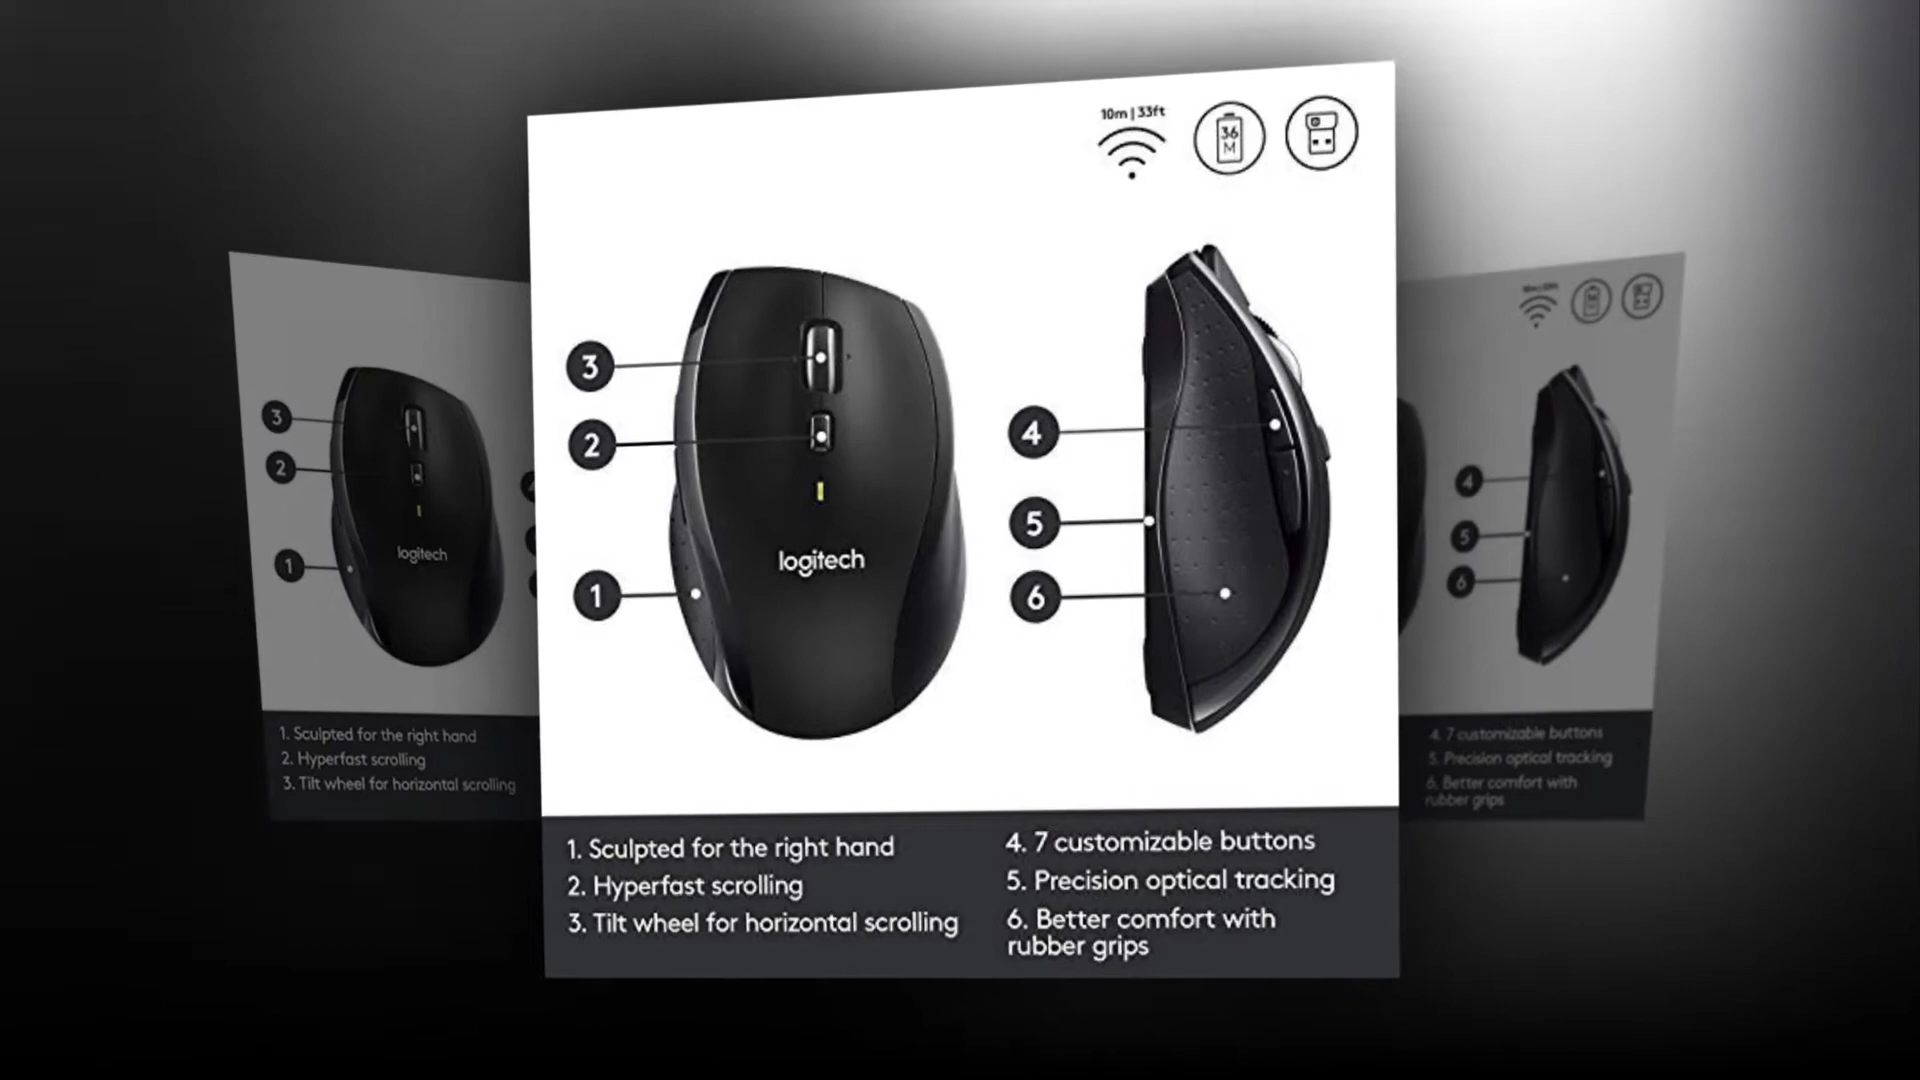 10m | 33ft
36
M
3
2
1
logitech
4
5
6
1. Sculpted for the right hand
2. Hyperfast scrolling
3. Tilt wheel for horizontal scrolling
4. 7 customizable buttons
5. Precision optical tracking
6. Better comfort with
rubber grips
3
2
1
logitech
1. Sculpted for the right hand
2. Hyperfast scrolling
3. Tilt wheel for horizontal scrolling
4
5
6
4. 7 customizable buttons
5. Precision optical tracking
6. Better comfort with
rubber grips